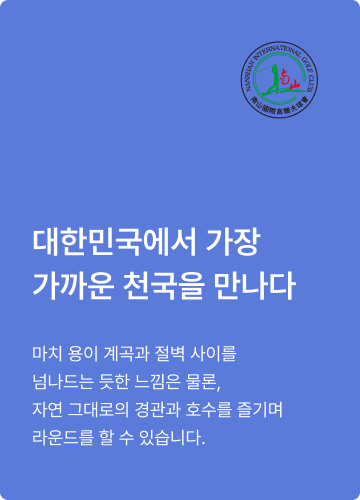 NANSHAN INTERNATIONAL GOLF CLUB
南山
南山國際高爾夫球會
대한민국에서 가장
가까운 천국을 만나다
마치 용이 계곡과 절벽 사이를
넘나드는 듯한 느낌은 물론,
자연 그대로의 경관과 호수를 즐기며
라운드를 할 수 있습니다.